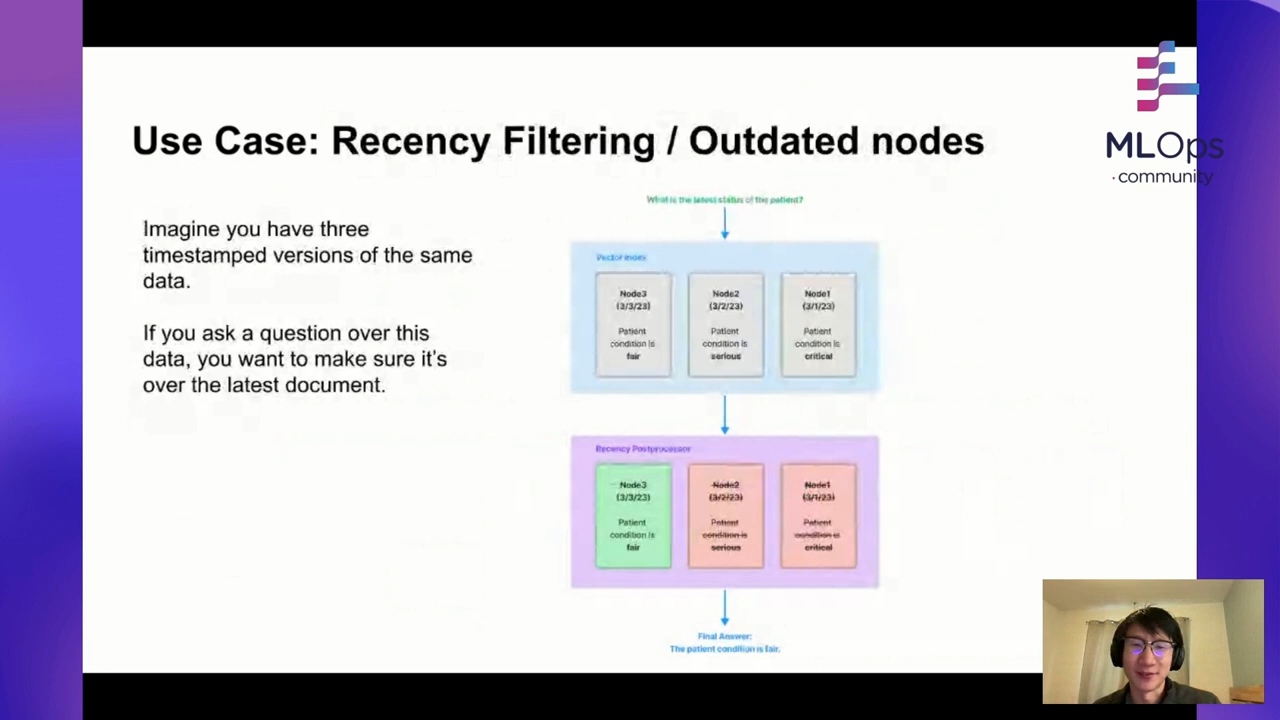 Use Case: Recency Filtering / Outdated nodes
MLOps
community
Imagine you have three
timestamped versions of the same
data.
If you ask a question over this
data, you want to make sure it's
over the latest document.
What is the latest status of the patient?
Vector Index
Node3
(3/3/23)
Patient
condition is
fair
Node2
(3/2/23)
Patient
condition is
serious
Node1
(3/1/23)
Patient
condition is
critical
Recency Postprocessor
Node3
(3/3/23)
Patient
condition is
fair
Node2
(3/2/23)
Patient
condition is
serious
Node1
(3/1/23)
Patient
condition is
critical
Final Answer:
The patient condition is fair.